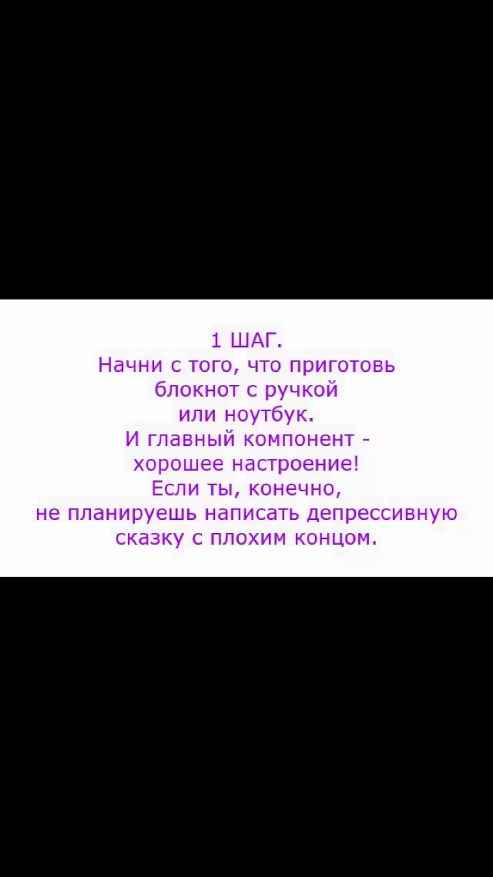 1 ШАГ.
Начни с того, что приготовь
блокнот с ручкой
или ноутбук.
И главный компонент -
хорошее настроение!
Если ты, конечно,
не планируешь написать депрессивную
сказку с плохим концом.